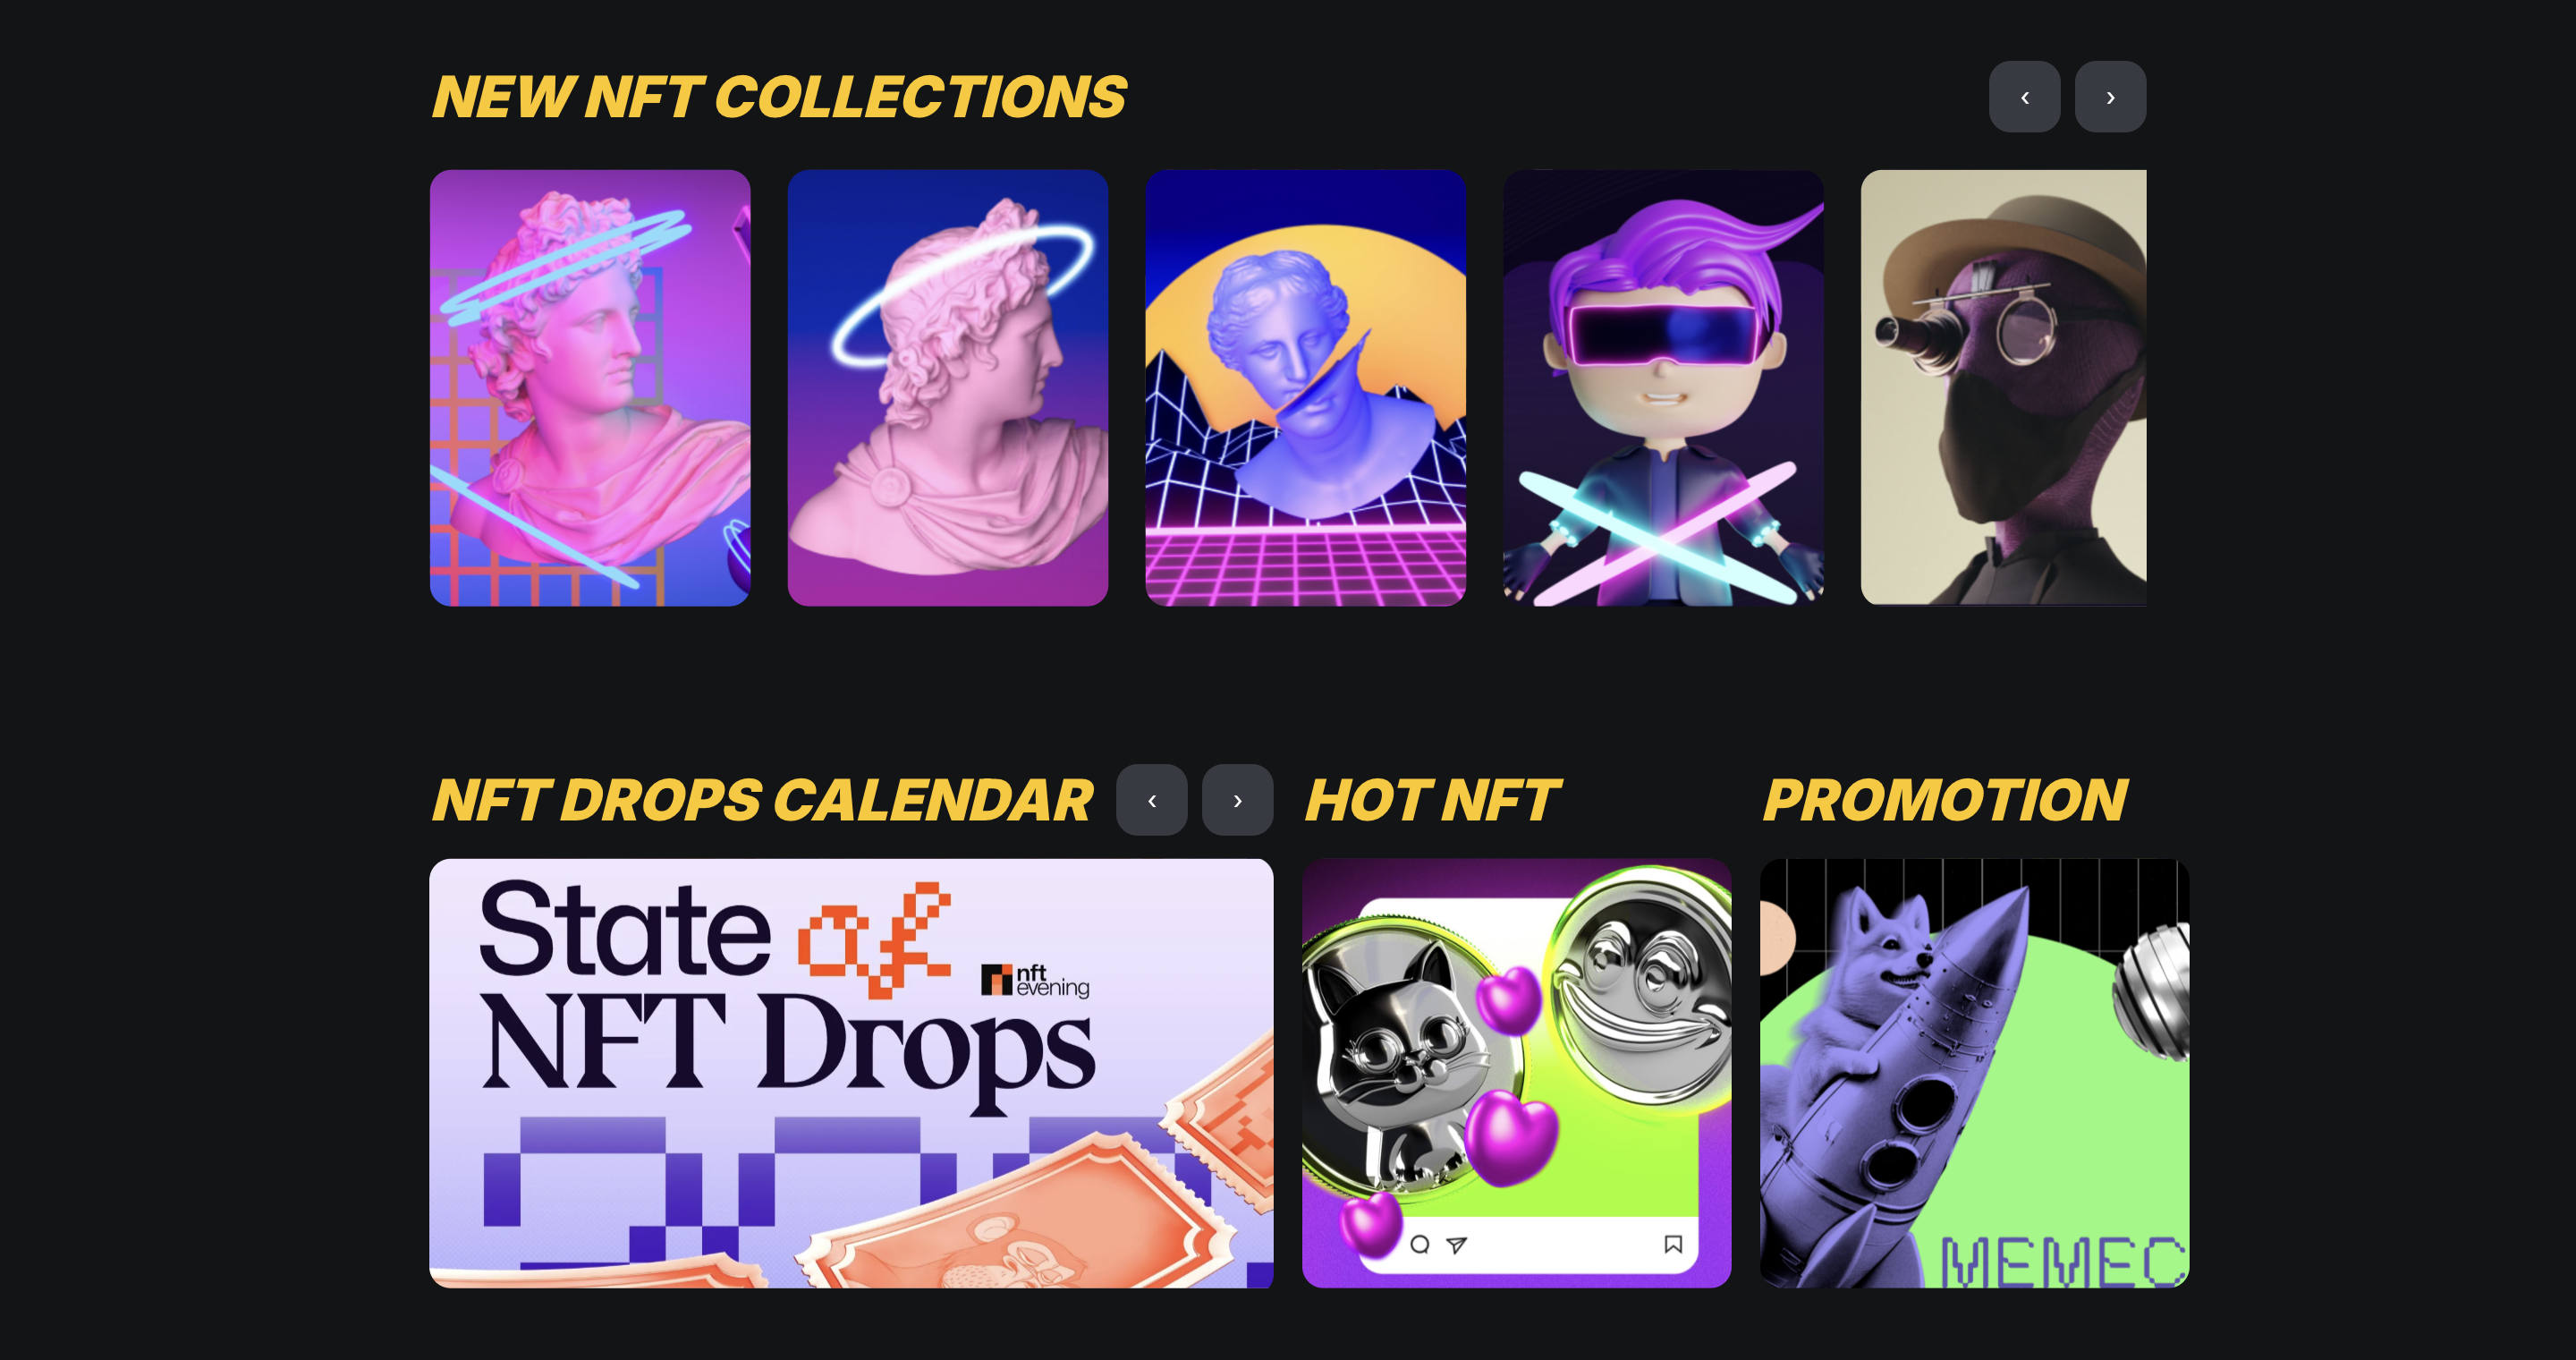 NEW NFT COLLECTIONS
NFT DROPS CALENDAR
HOT NFT
PROMOTION
State of
nft
evening
NFT Drops
MEMEC